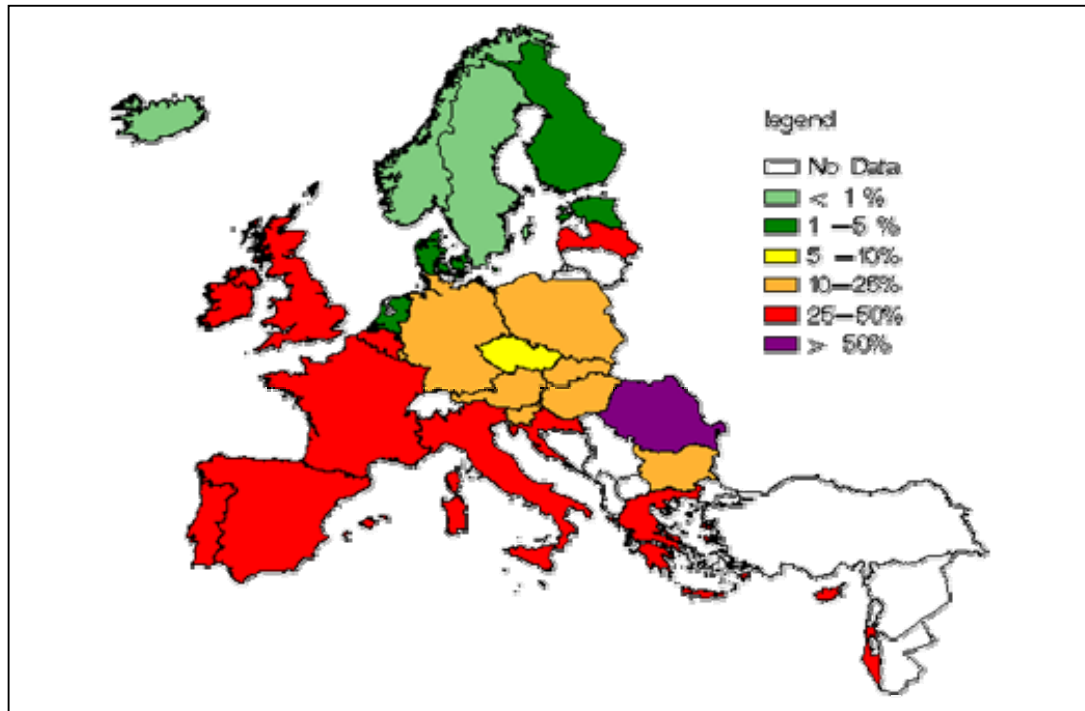 legend
No Data
< 1 %
1 –5 %
5 –10%
10–25%
25–50%
> 50%